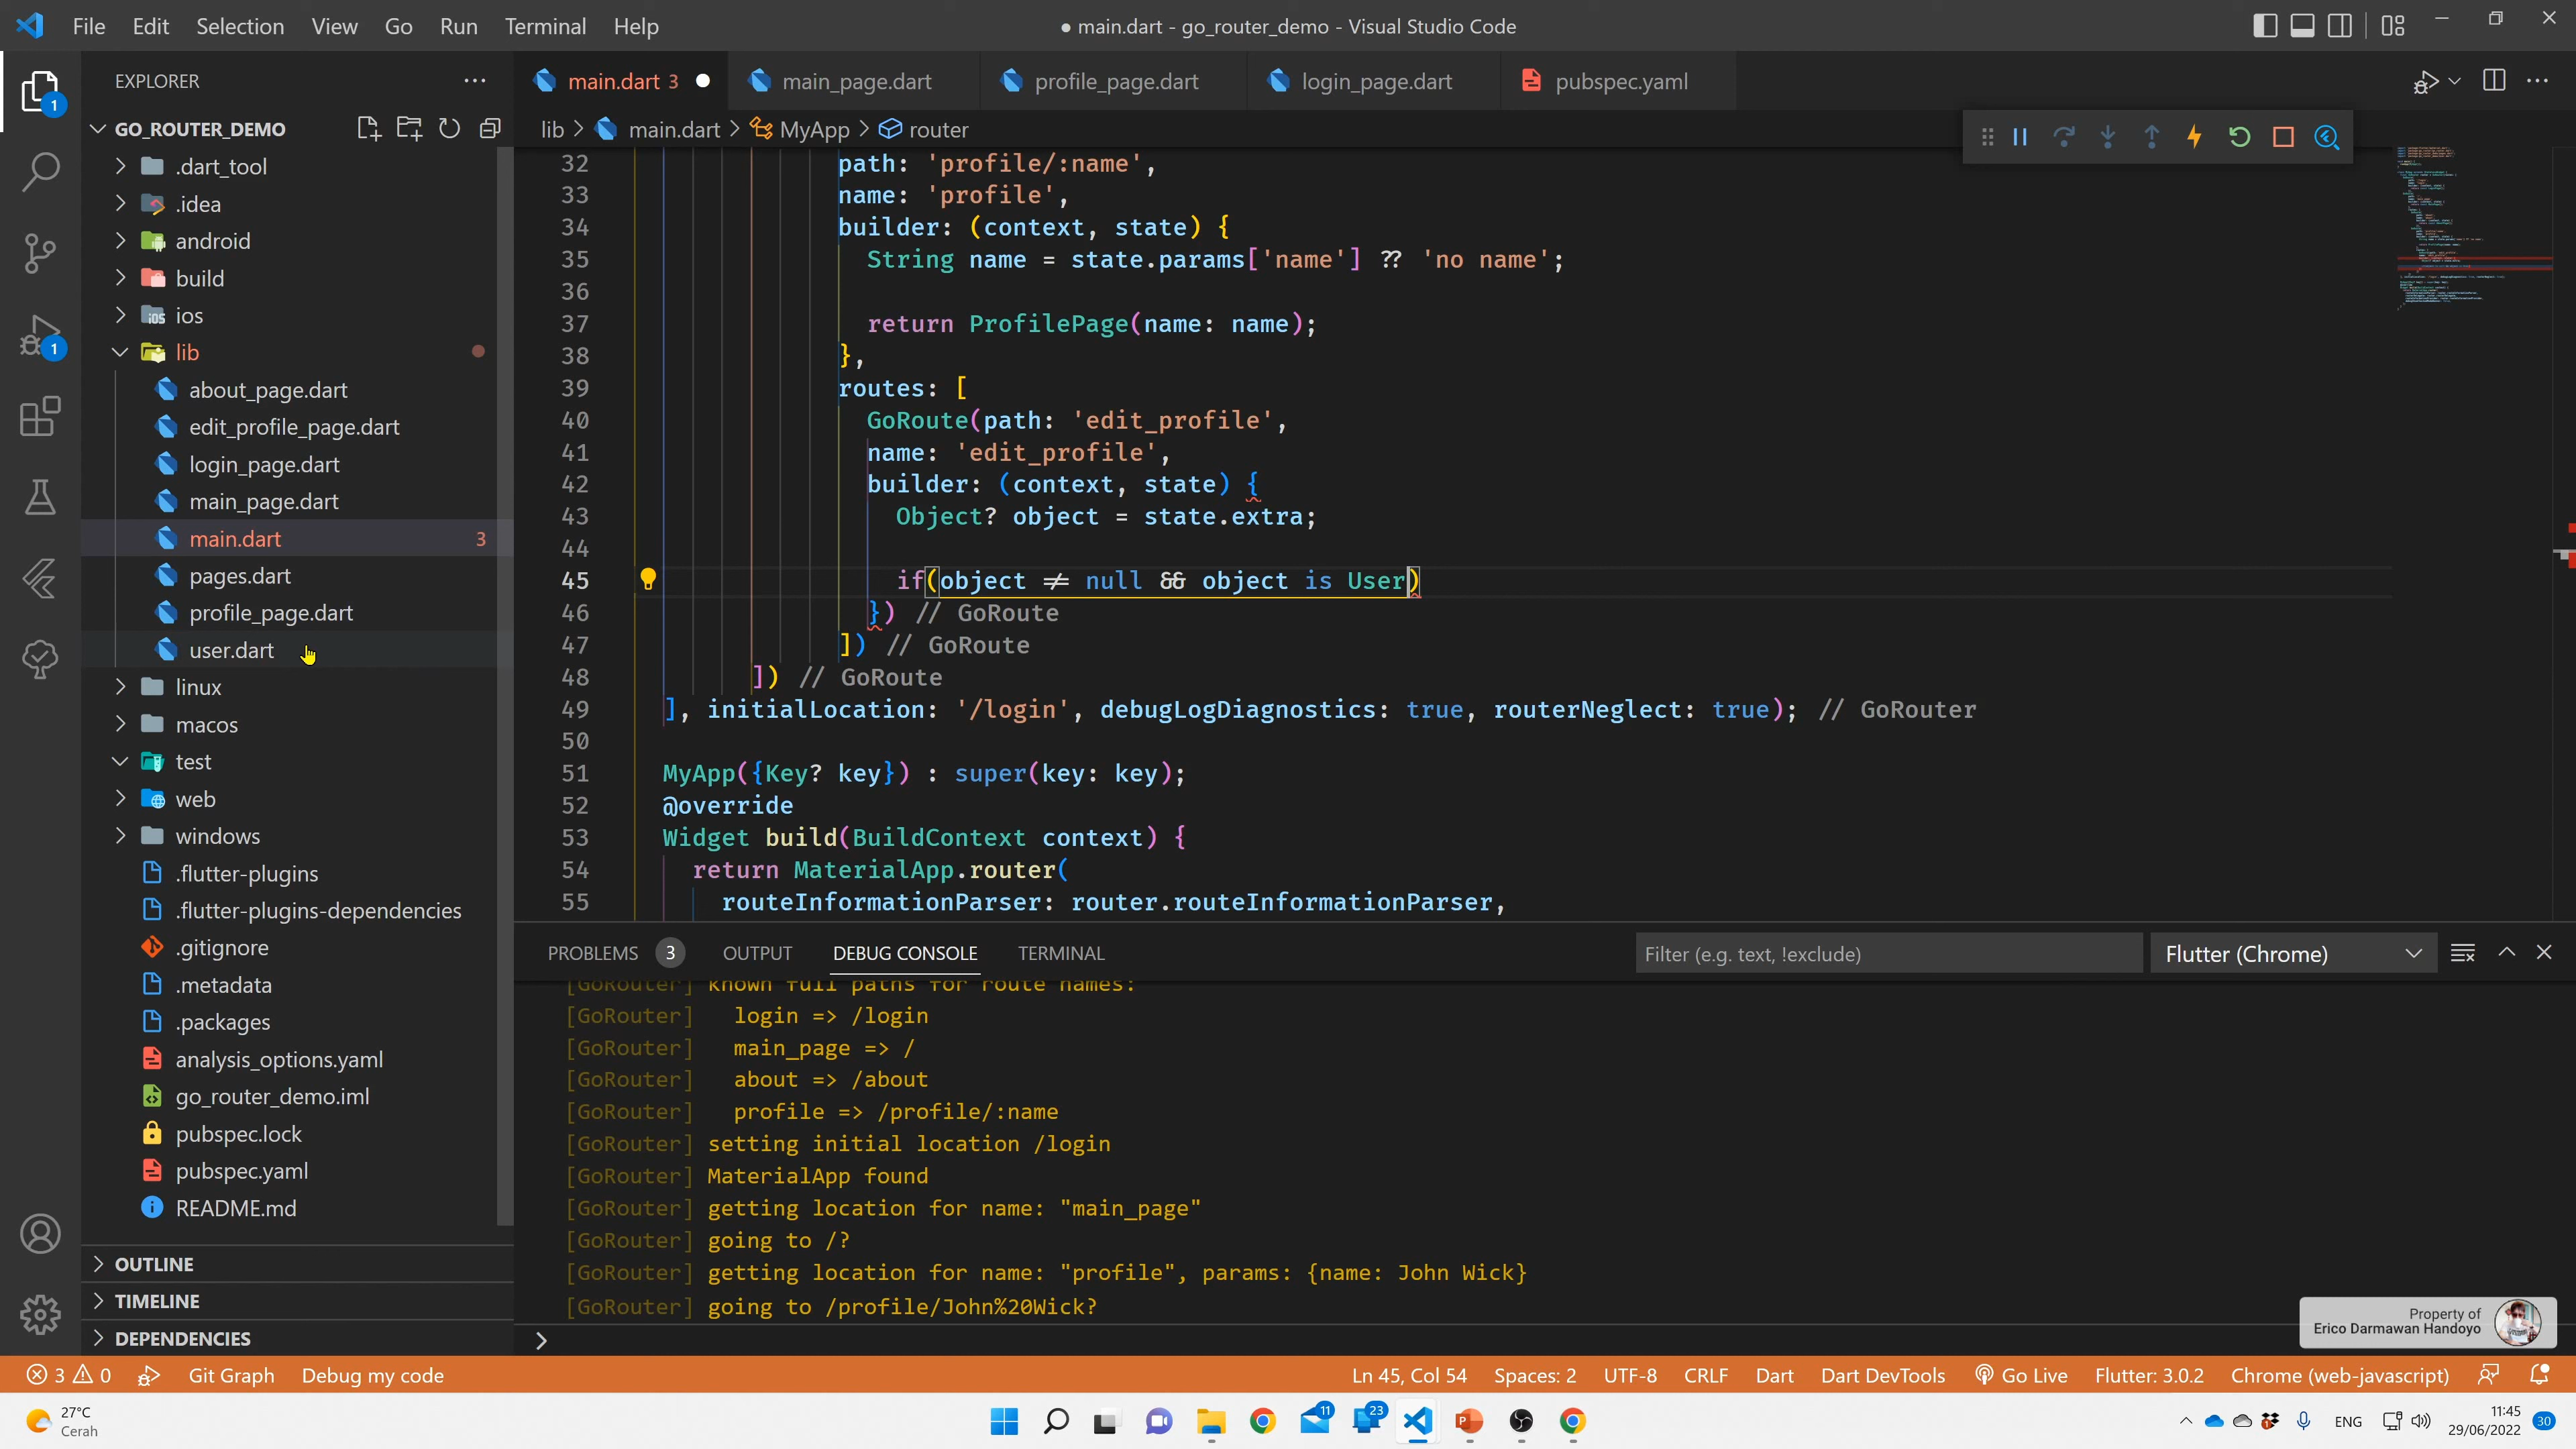 File Edit Selection View Go Run Terminal Help
● main.dart - go_router_demo - Visual Studio Code
EXPLORER
GO_ROUTER_DEMO
.dart_tool
.idea
android
build
ios
lib
about_page.dart
edit_profile_page.dart
login_page.dart
main_page.dart
main.dart 3
pages.dart
profile_page.dart
user.dart
linux
macos
test
web
windows
.flutter-plugins
.flutter-plugins-dependencies
.gitignore
.metadata
.packages
analysis_options.yaml
go_router_demo.iml
pubspec.lock
pubspec.yaml
README.md
OUTLINE
TIMELINE
DEPENDENCIES
1
1
main.dart 3 ● main_page.dart profile_page.dart login_page.dart pubspec.yaml
lib > main.dart > MyApp > router
32 path: 'profile/:name',
33 name: 'profile',
34 builder: (context, state) {
35 String name = state.params['name'] ?? 'no name';
36
37 return ProfilePage(name: name);
38 },
39 routes: [
40 GoRoute(path: 'edit_profile',
41 name: 'edit_profile',
42 builder: (context, state) {
43 Object? object = state.extra;
44
45 if(object != null && object is User)
46 }) // GoRoute
47 ]) // GoRoute
48 ]) // GoRoute
49 ], initialLocation: '/login', debugLogDiagnostics: true, routerNeglect: true); // GoRouter
50
51 MyApp({Key? key}) : super(key: key);
52 @override
53 Widget build(BuildContext context) {
54 return MaterialApp.router(
55 routeInformationParser: router.routeInformationParser,
PROBLEMS 3 OUTPUT DEBUG CONSOLE TERMINAL
Filter (e.g. text, !exclude)
Flutter (Chrome)
[GoRouter] known full paths for route names:
[GoRouter] login => /login
[GoRouter] main_page => /
[GoRouter] about => /about
[GoRouter] profile => /profile/:name
[GoRouter] setting initial location /login
[GoRouter] MaterialApp found
[GoRouter] getting location for name: "main_page"
[GoRouter] going to /?
[GoRouter] getting location for name: "profile", params: {name: John Wick}
[GoRouter] going to /profile/John%20Wick?
Property of
Erico Darmawan Handoyo
3 0 Git Graph Debug my code
Ln 45, Col 54 Spaces: 2 UTF-8 CRLF Dart Dart DevTools Go Live Flutter: 3.0.2 Chrome (web-javascript)
27°C
Cerah
11
23
ENG
11:45
29/06/2022
30